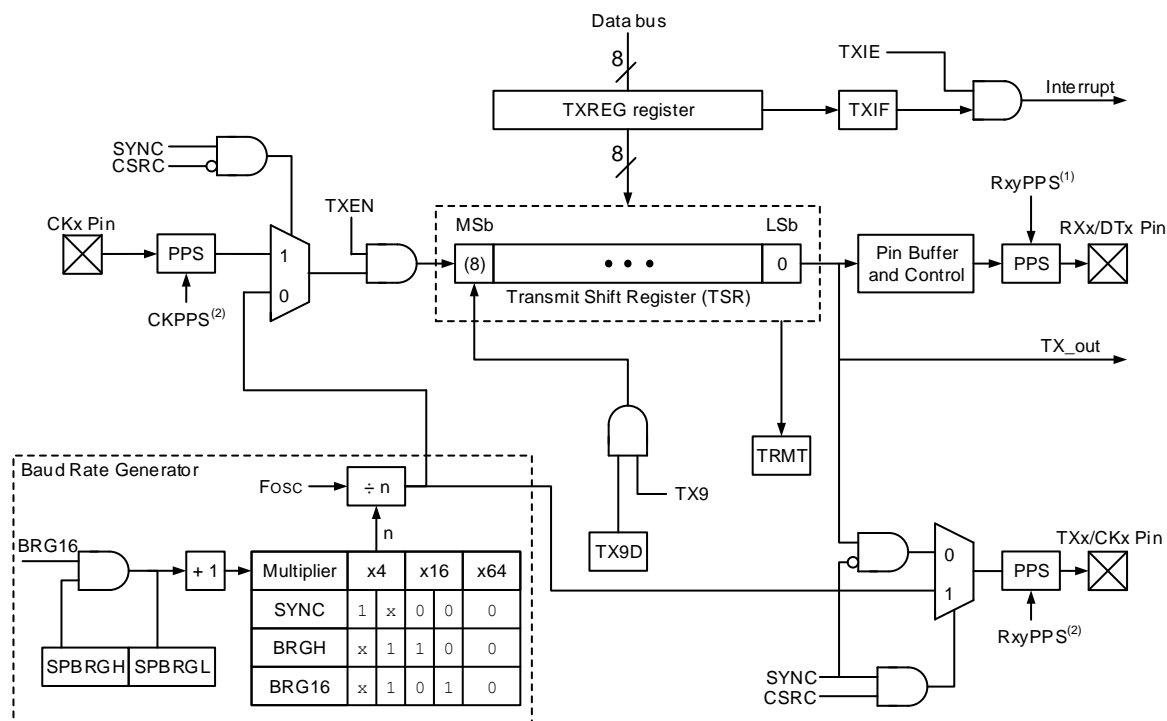 Data bus
8
TXIE
Interrupt
TXREG register
TXIF
SYNC
CSRC
8
RxyPPS(1)
TXEN
CKx Pin
MSb
LSb
RXx/DTx Pin
PPS
1
(8)
• • •
0
Pin Buffer
and Control
PPS
0
Transmit Shift Register (TSR)
CKPPS(2)
TX_out
TRMT
Baud Rate Generator
Fosc
÷ n
TX9
n
BRG16
TX9D
TXx/CKx Pin
+ 1
Multiplier x4 x16 x64
0
PPS
SYNC 1 x 0 0 0
1
BRGH x 1 1 0 0
RxyPPS(2)
SPBRGH SPBRGL
BRG16 x 1 0 1 0
SYNC
CSRC